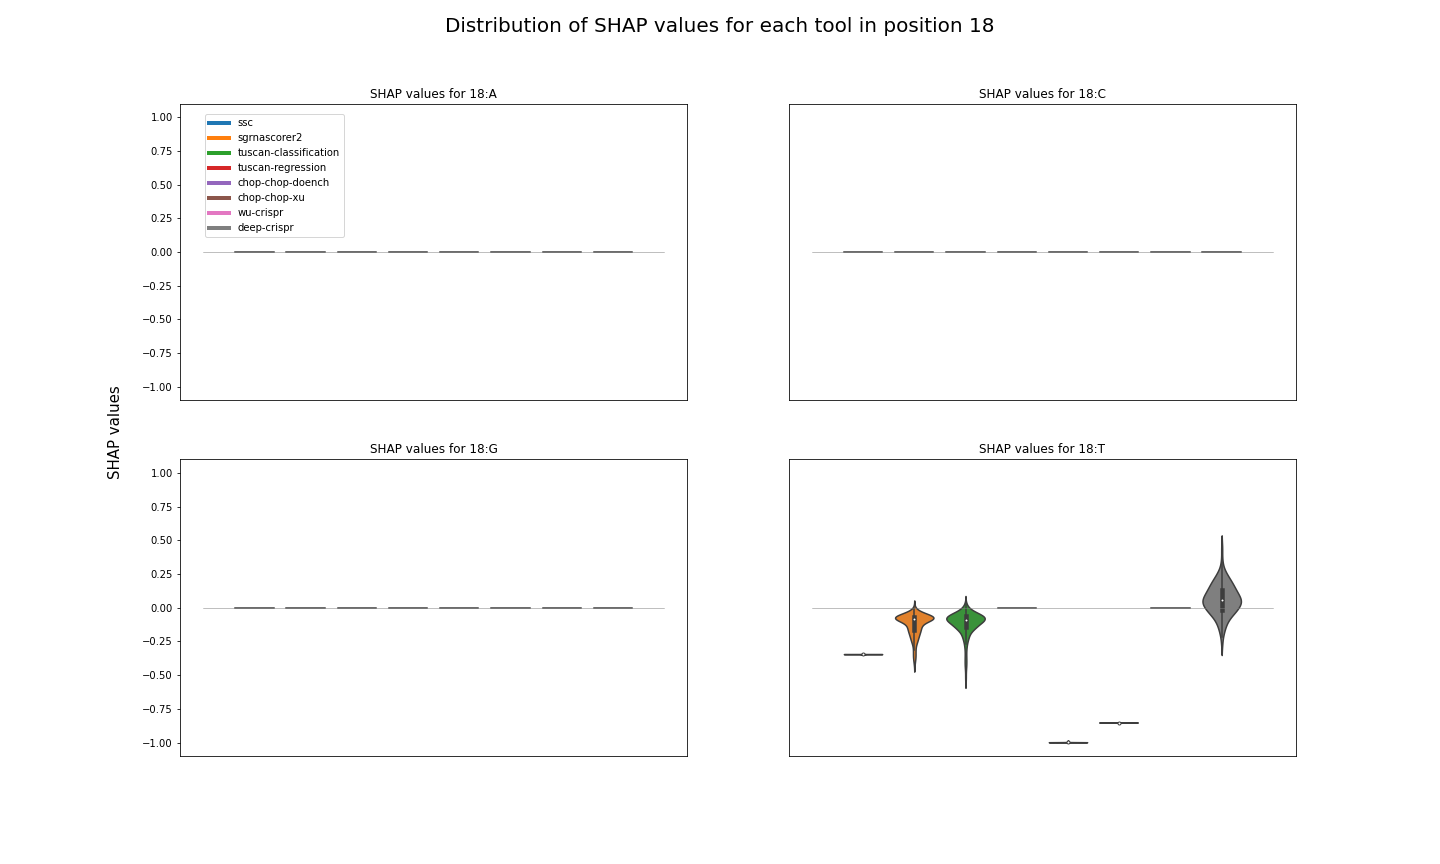 Distribution of SHAP values for each tool in position 18
SHAP values for 18:A
1.00
0.75
0.50
0.25
0.00
−0.25
−0.50
−0.75
−1.00
ssc
sgrnascorer2
tuscan-classification
tuscan-regression
chop-chop-doench
chop-chop-xu
wu-crispr
deep-crispr
SHAP values for 18:C
SHAP values
SHAP values for 18:G
1.00
0.75
0.50
0.25
0.00
−0.25
−0.50
−0.75
−1.00
SHAP values for 18:T